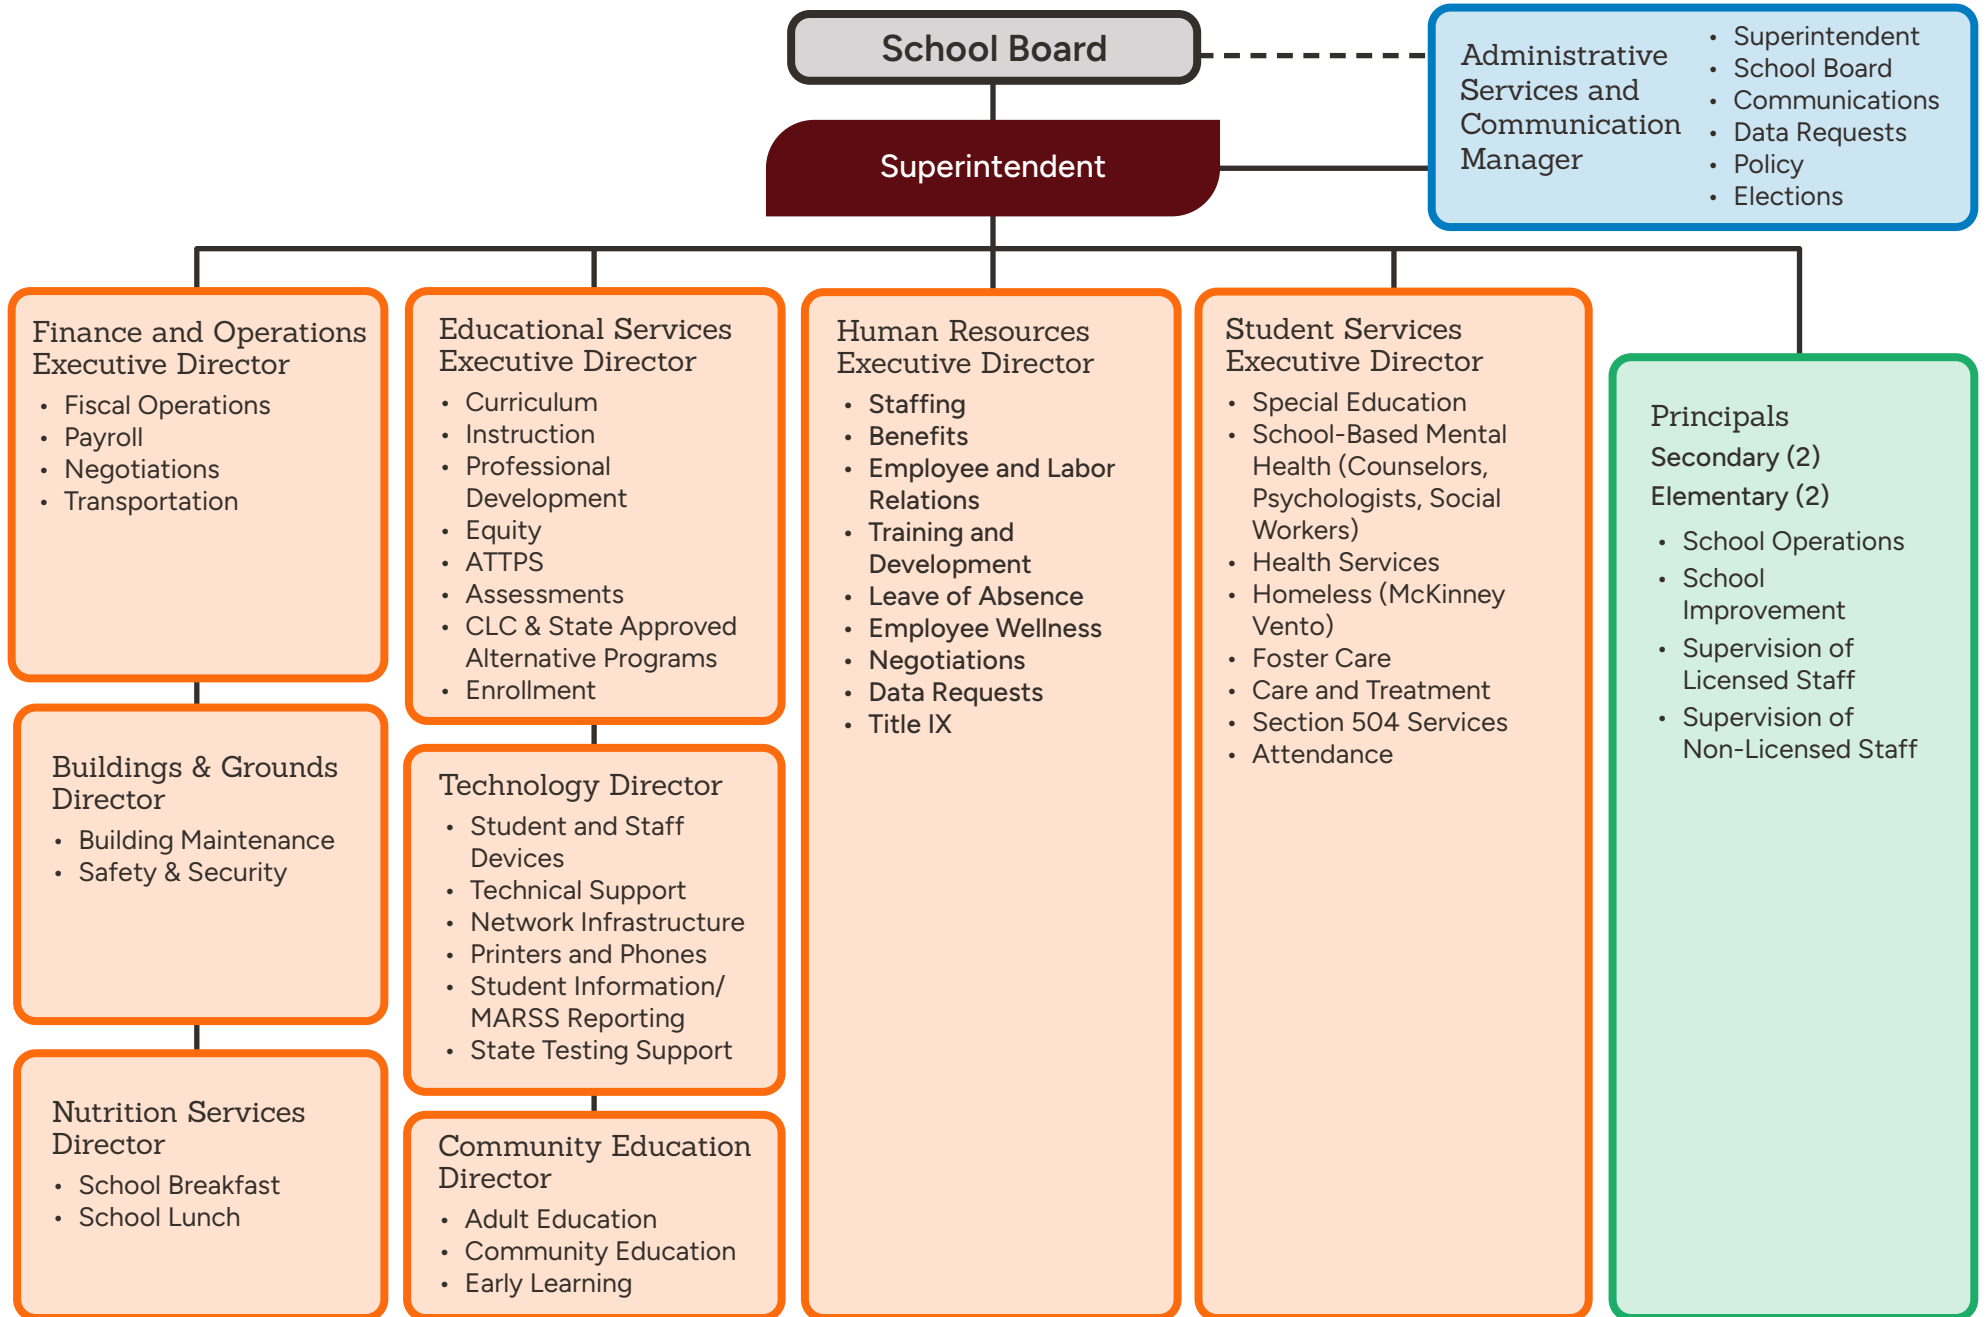 School Board
Superintendent
Administrative
Services and
Communication
Manager
• Superintendent
• School Board
• Communications
• Data Requests
• Policy
• Elections
Finance and Operations
Executive Director
• Fiscal Operations
• Payroll
• Negotiations
• Transportation
Buildings & Grounds
Director
• Building Maintenance
• Safety & Security
Nutrition Services
Director
• School Breakfast
• School Lunch
Educational Services
Executive Director
• Curriculum
• Instruction
• Professional
Development
• Equity
• ATTPS
• Assessments
• CLC & State Approved
Alternative Programs
• Enrollment
Technology Director
• Student and Staff
Devices
• Technical Support
• Network Infrastructure
• Printers and Phones
• Student Information/
MARSS Reporting
• State Testing Support
Community Education
Director
• Adult Education
• Community Education
• Early Learning
Human Resources
Executive Director
• Staffing
• Benefits
• Employee and Labor
Relations
• Training and
Development
• Leave of Absence
• Employee Wellness
• Negotiations
• Data Requests
• Title IX
Student Services
Executive Director
• Special Education
• School-Based Mental
Health (Counselors,
Psychologists, Social
Workers)
• Health Services
• Homeless (McKinney
Vento)
• Foster Care
• Care and Treatment
• Section 504 Services
• Attendance
Principals
Secondary (2)
Elementary (2)
• School Operations
• School
Improvement
• Supervision of
Licensed Staff
• Supervision of
Non-Licensed Staff